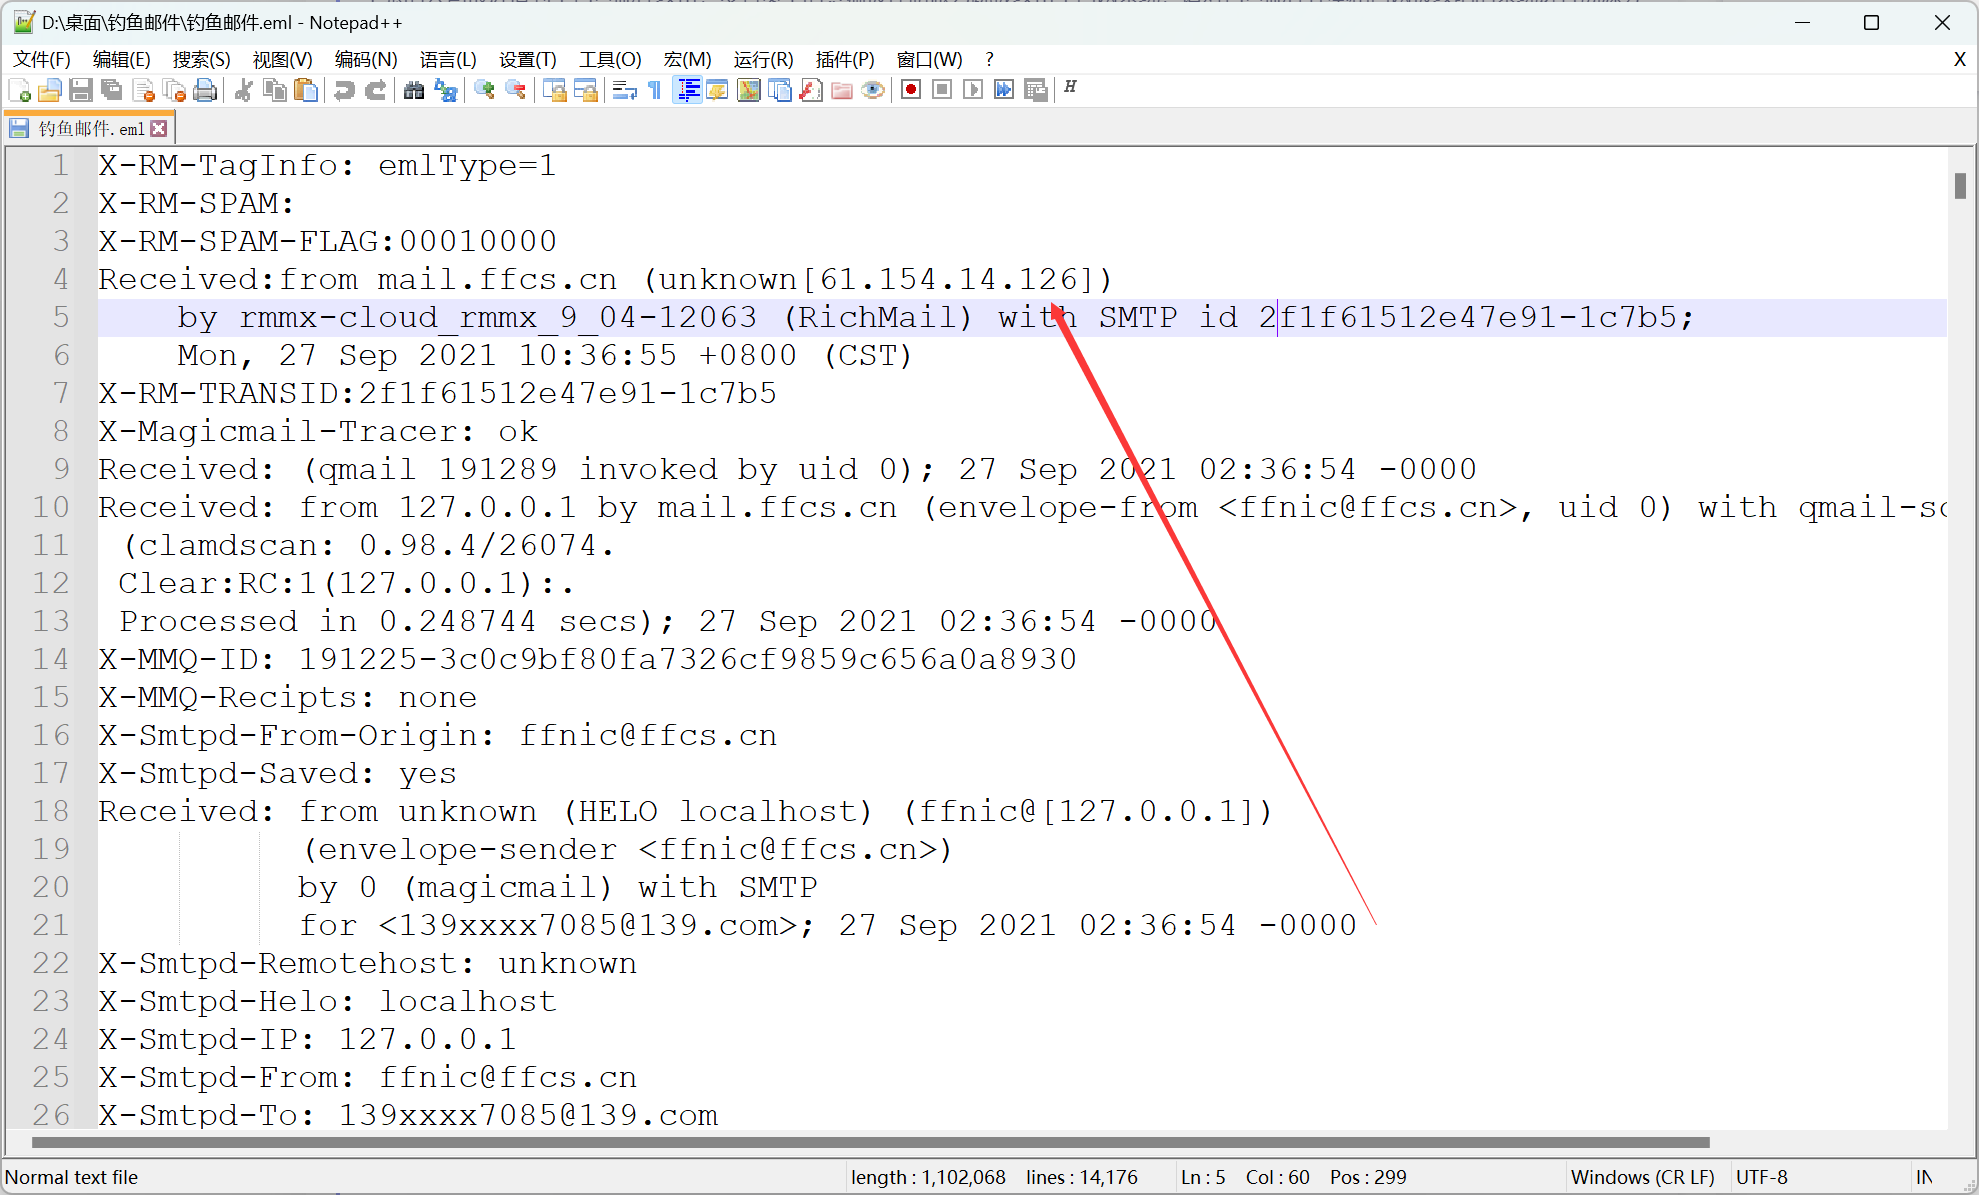 D:\桌面\钓鱼邮件\钓鱼邮件.eml - Notepad++
文件(F) 编辑(E) 搜索(S) 视图(V) 编码(N) 语言(L) 设置(T) 工具(O) 宏(M) 运行(R) 插件(P) 窗口(W) ? X
钓鱼邮件.eml
1 X-RM-TagInfo: emlType=1
2 X-RM-SPAM:
3 X-RM-SPAM-FLAG:00010000
4 Received:from mail.ffcs.cn (unknown[61.154.14.126])
5 by rmmx-cloud_rmmx_9_04-12063 (RichMail) with SMTP id 2f1f61512e47e91-1c7b5;
6 Mon, 27 Sep 2021 10:36:55 +0800 (CST)
7 X-RM-TRANSID:2f1f61512e47e91-1c7b5
8 X-Magicmail-Tracer: ok
9 Received: (qmail 191289 invoked by uid 0); 27 Sep 2021 02:36:54 -0000
10 Received: from 127.0.0.1 by mail.ffcs.cn (envelope-from <ffnic@ffcs.cn>, uid 0) with qmail-sc
11 (clamdscan: 0.98.4/26074.
12 Clear:RC:1(127.0.0.1):.
13 Processed in 0.248744 secs); 27 Sep 2021 02:36:54 -0000
14 X-MMQ-ID: 191225-3c0c9bf80fa7326cf9859c656a0a8930
15 X-MMQ-Recipts: none
16 X-Smtpd-From-Origin: ffnic@ffcs.cn
17 X-Smtpd-Saved: yes
18 Received: from unknown (HELO localhost) (ffnic@[127.0.0.1])
19 (envelope-sender <ffnic@ffcs.cn>)
20 by 0 (magicmail) with SMTP
21 for <139xxxx7085@139.com>; 27 Sep 2021 02:36:54 -0000
22 X-Smtpd-Remotehost: unknown
23 X-Smtpd-Helo: localhost
24 X-Smtpd-IP: 127.0.0.1
25 X-Smtpd-From: ffnic@ffcs.cn
26 X-Smtpd-To: 139xxxx7085@139.com
Normal text file length : 1,102,068 lines : 14,176 Ln : 5 Col : 60 Pos : 299 Windows (CR LF) UTF-8 IN